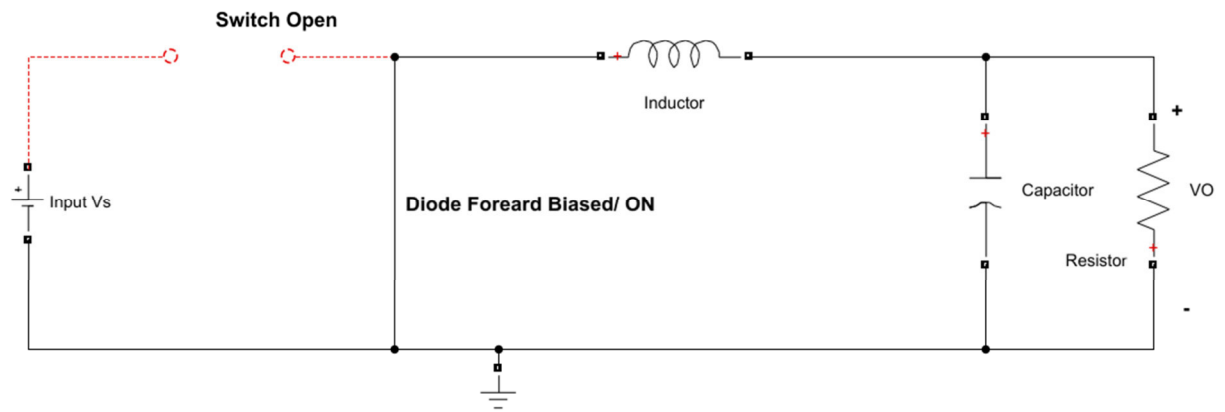 Switch Open
Inductor
+
+ Input Vs
Diode Foreard Biased/ ON
Capacitor
VO
Resistor
-